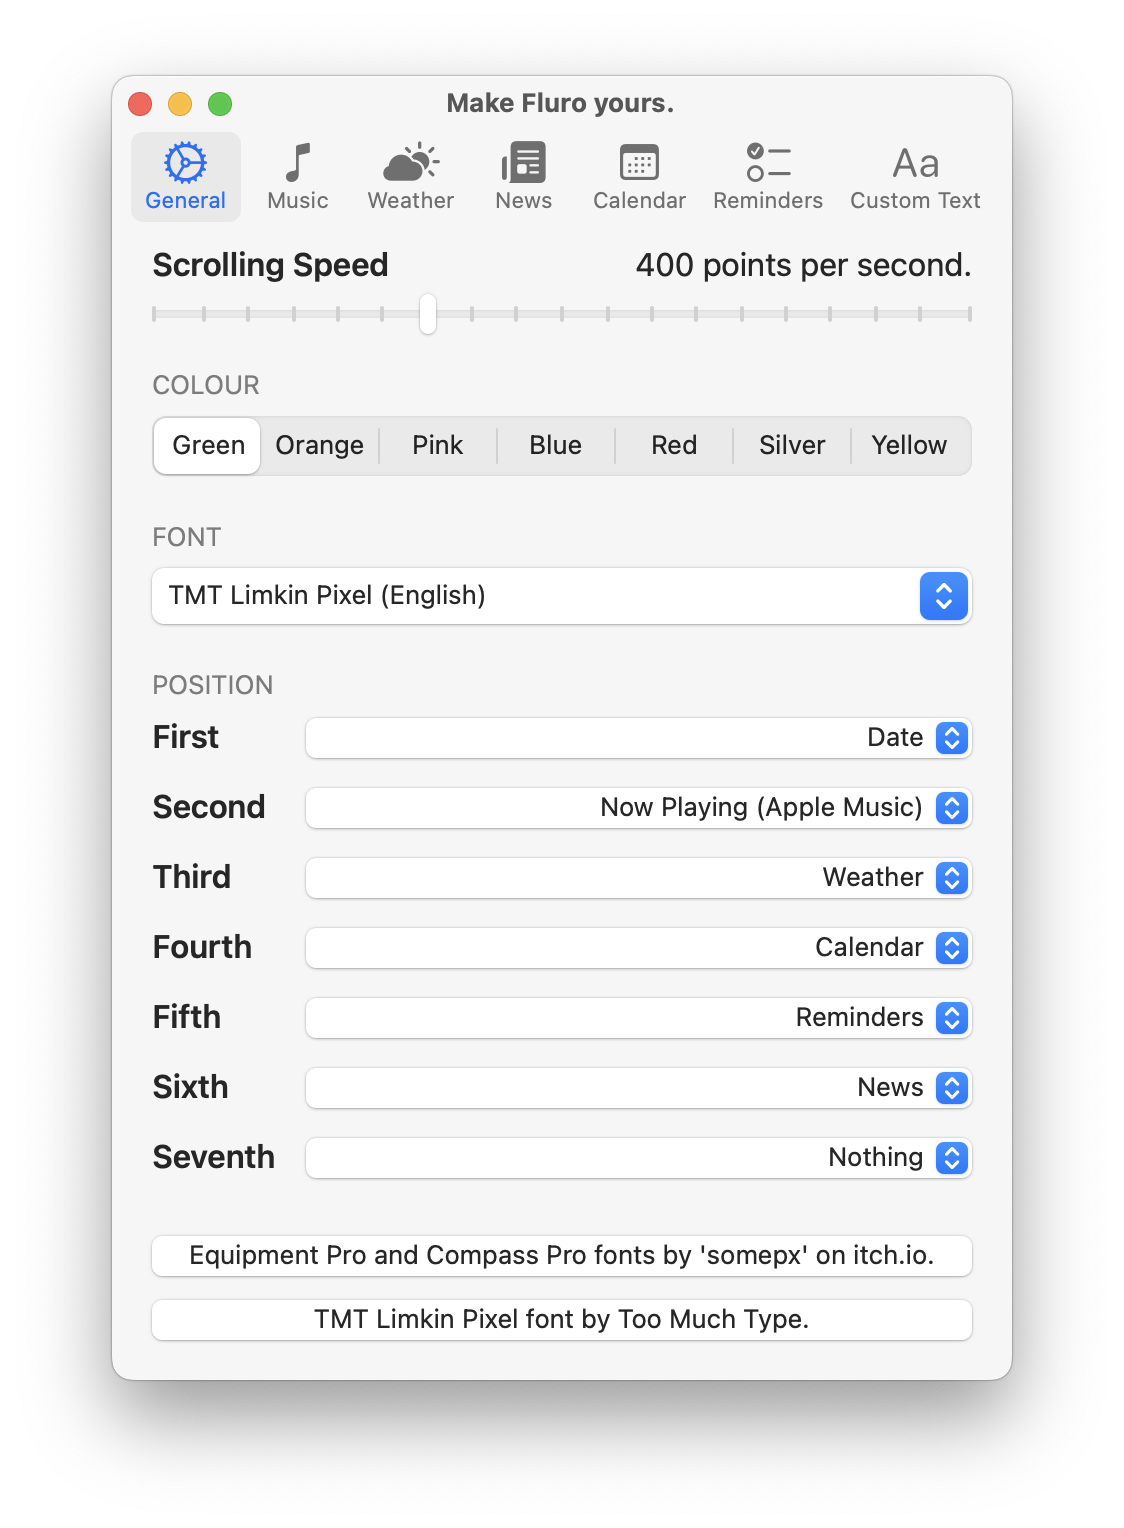 Make Fluro yours.
General Music Weather News Calendar Reminders Aa Custom Text
Scrolling Speed 400 points per second.
COLOUR
Green Orange Pink Blue Red Silver Yellow
FONT
TMT Limkin Pixel (English)
POSITION
First Date
Second Now Playing (Apple Music)
Third Weather
Fourth Calendar
Fifth Reminders
Sixth News
Seventh Nothing
Equipment Pro and Compass Pro fonts by 'somepx' on itch.io.
TMT Limkin Pixel font by Too Much Type.